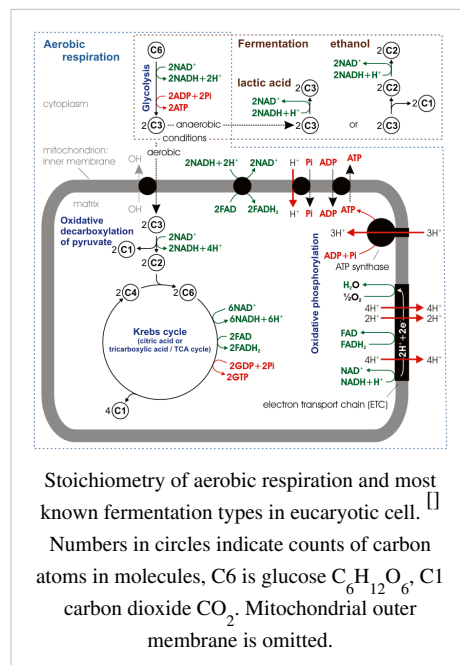 Aerobic
respiration
C6
Glycolysis
2NAD⁺
2NADH+2H⁺
2ADP+2Pi
2ATP
2 C3
Fermentation
ethanol
lactic acid
2 C3
2NAD⁺
2NADH+H⁺
2 C3
2 C2
2NAD⁺
2NADH+H⁺
2 C2
2 C1
or
2 C3
cytoplasm
anaerobic
conditions
aerobic
mitochondrion:
inner membrane
matrix
OH⁻
OH⁻
2NADH+2H⁺
2NAD⁺
2FAD
2FADH₂
H⁺ Pi ADP ATP
H⁺ Pi ADP ATP
Oxidative
decarboxylation
of pyruvate
2 C3
2NAD⁺
2NADH+4H⁺
2 C1
2 C2
2 C4
2 C6
Krebs cycle
(citric acid or
tricarboxylic acid / TCA cycle)
6NAD⁺
6NADH+6H⁺
2FAD
2FADH₂
2GDP+2Pi
2GTP
4 C1
Oxidative phosphorylation
3H⁺
3H⁺
ADP+Pi
ATP synthase
H₂O
½O₂
4H⁺
4H⁺
2H⁺
2H⁺
FAD
FADH₂
4H⁺
4H⁺
NAD⁺
NADH+H⁺
2H⁺+2e⁻
electron transport chain (ETC)
Stoichiometry of aerobic respiration and most
known fermentation types in eucaryotic cell. []
Numbers in circles indicate counts of carbon
atoms in molecules, C6 is glucose C₆H₁₂O₆, C1
carbon dioxide CO₂. Mitochondrial outer
membrane is omitted.